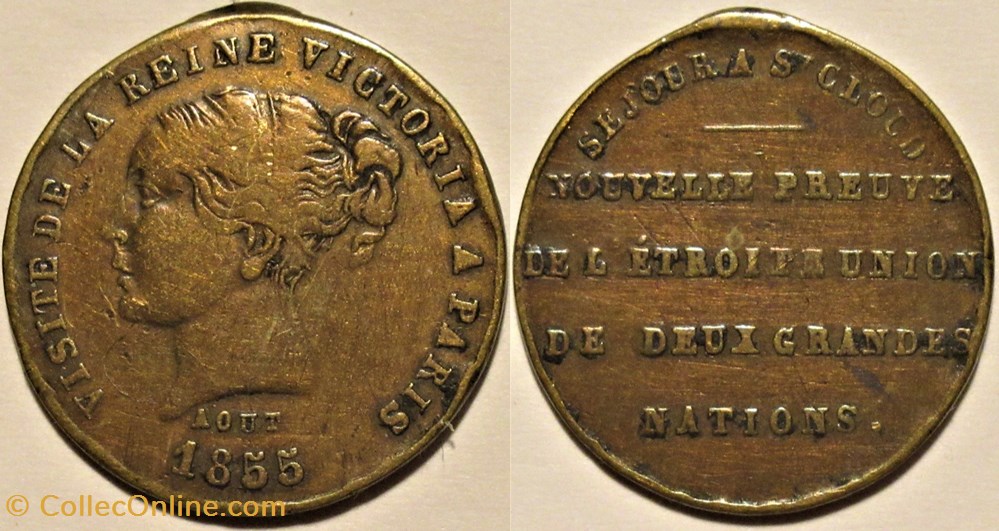 VISITE DE LA REINE VICTORIA A PARIS
AOUT
1855
SEJOUR A ST CLOUD
NOUVELLE PREUVE
DE L ÉTROITE UNION
DE DEUX GRANDES
NATIONS.
© CollecOnline.com